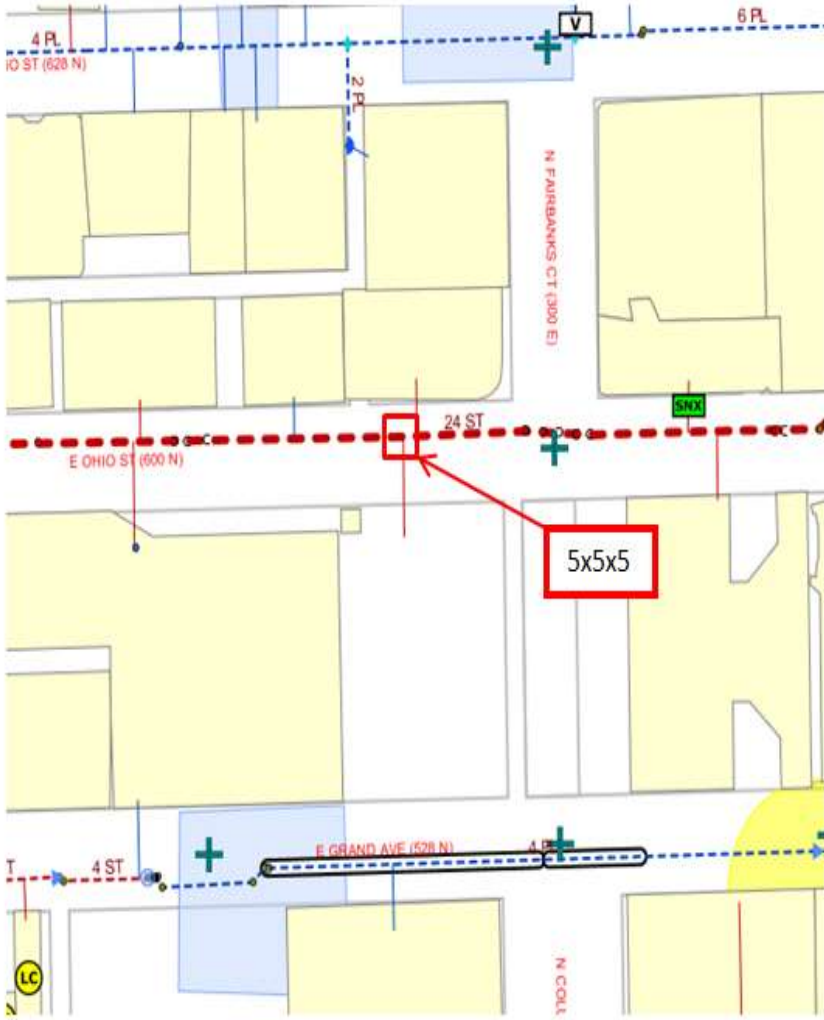 V
6 PL
4 PL
IO ST (628 N)
2 PL
N FAIRBANKS CT (300 E)
SNX
24 ST
E OHIO ST (600 N)
5x5x5
E GRAND AVE (528 N)
T
4 ST
N COLL
LC